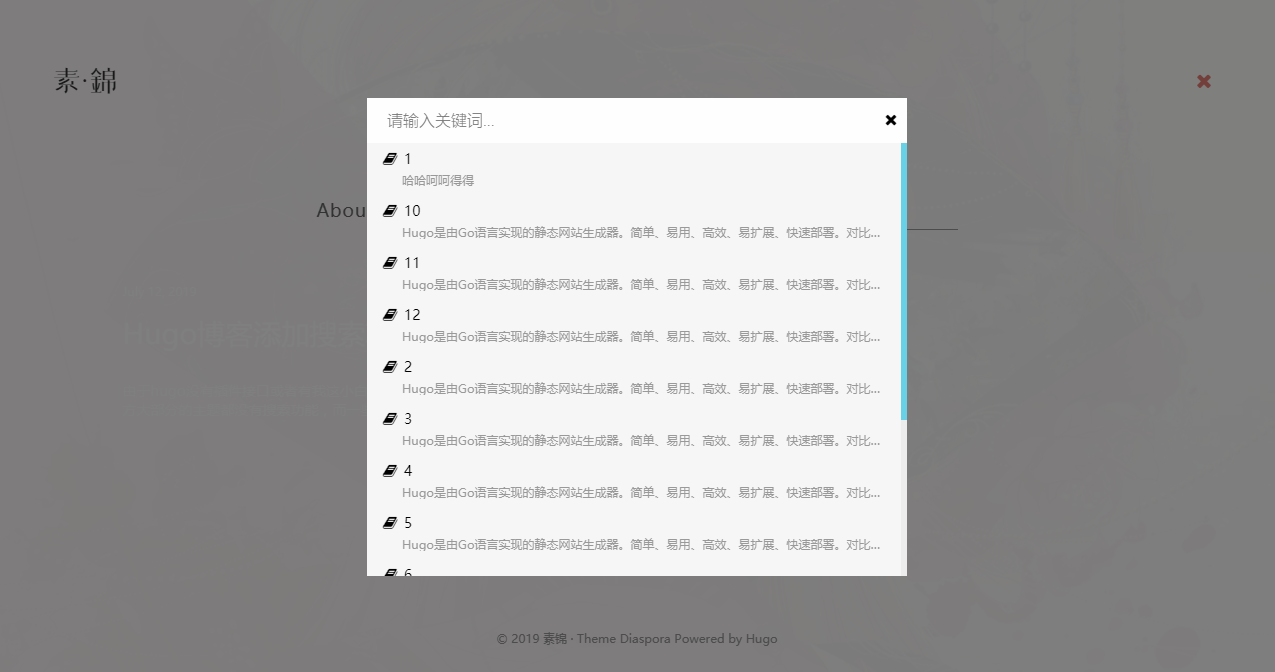 素·錦
请输入关键词...
1
哈哈呵呵得得
Abou
10
Hugo是由Go语言实现的静态网站生成器。简单、易用、高效、易扩展、快速部署。对比...
11
Hugo是由Go语言实现的静态网站生成器。简单、易用、高效、易扩展、快速部署。对比...
12
Hugo是由Go语言实现的静态网站生成器。简单、易用、高效、易扩展、快速部署。对比...
Hugo博客添加搜索
2
Hugo是由Go语言实现的静态网站生成器。简单、易用、高效、易扩展、快速部署。对比...
3
Hugo是由Go语言实现的静态网站生成器。简单、易用、高效、易扩展、快速部署。对比...
4
Hugo是由Go语言实现的静态网站生成器。简单、易用、高效、易扩展、快速部署。对比...
5
Hugo是由Go语言实现的静态网站生成器。简单、易用、高效、易扩展、快速部署。对比...
6
© 2019 素锦 · Theme Diaspora Powered by Hugo